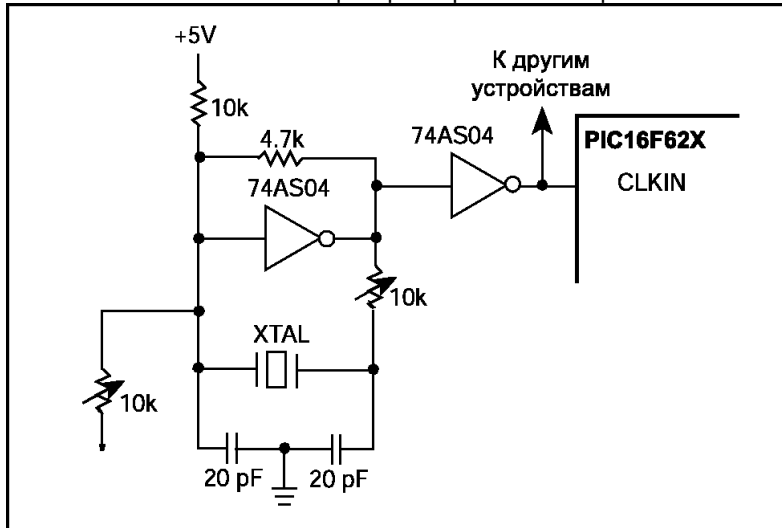 +5V
10k
4.7k
74AS04
74AS04
К другим
устройствам
PIC16F62X
CLKIN
10k
XTAL
10k
20 pF
20 pF